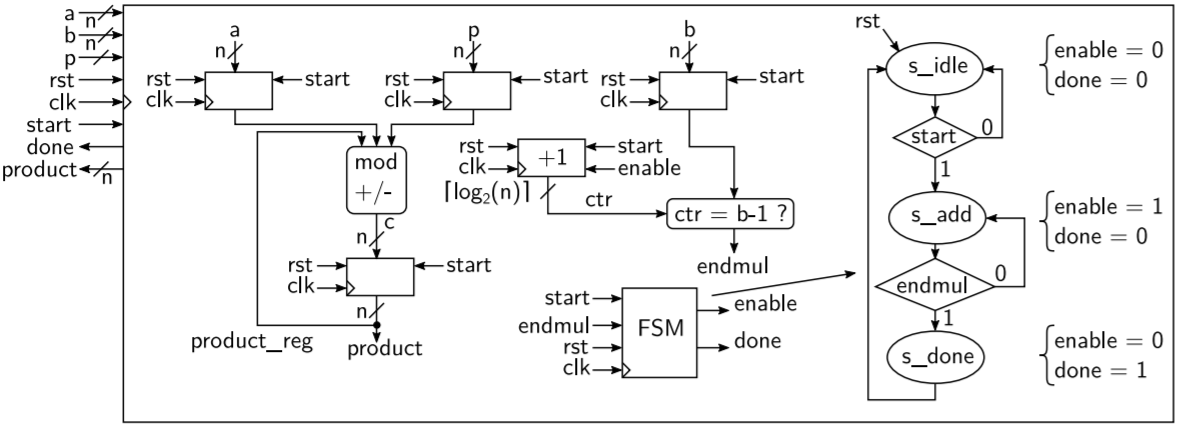 a
n
b
n
p
rst
clk
start
done
product
n
a
n
rst
clk
start
p
n
rst
clk
start
b
n
rst
clk
start
mod
+/-
c
n
rst
clk
start
n
product_reg
product
rst
clk
+1
start
enable
⌈log₂(n)⌉
ctr
ctr = b-1 ?
endmul
start
endmul
rst
clk
FSM
enable
done
rst
s_idle
start
0
1
s_add
endmul
0
1
s_done
enable = 0
done = 0
enable = 1
done = 0
enable = 0
done = 1